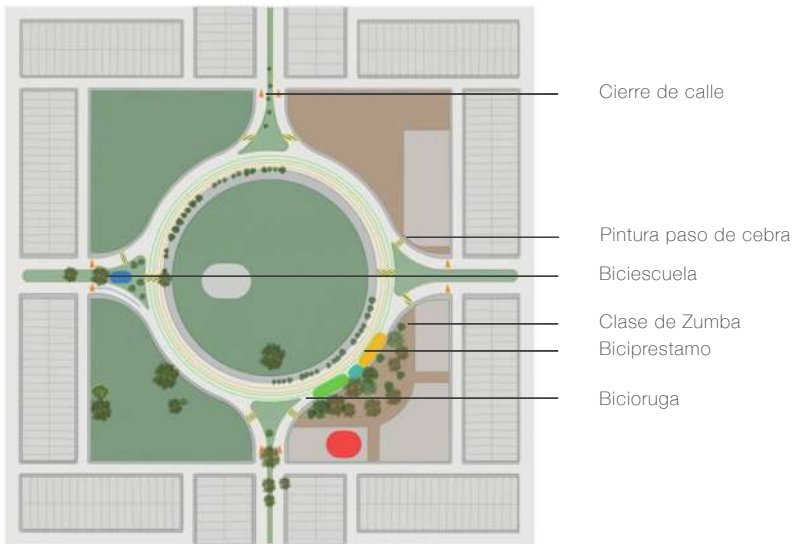 Cierre de calle
Pintura paso de cebra
Biciescuela
Clase de Zumba
Biciprestamo
Bicioruga